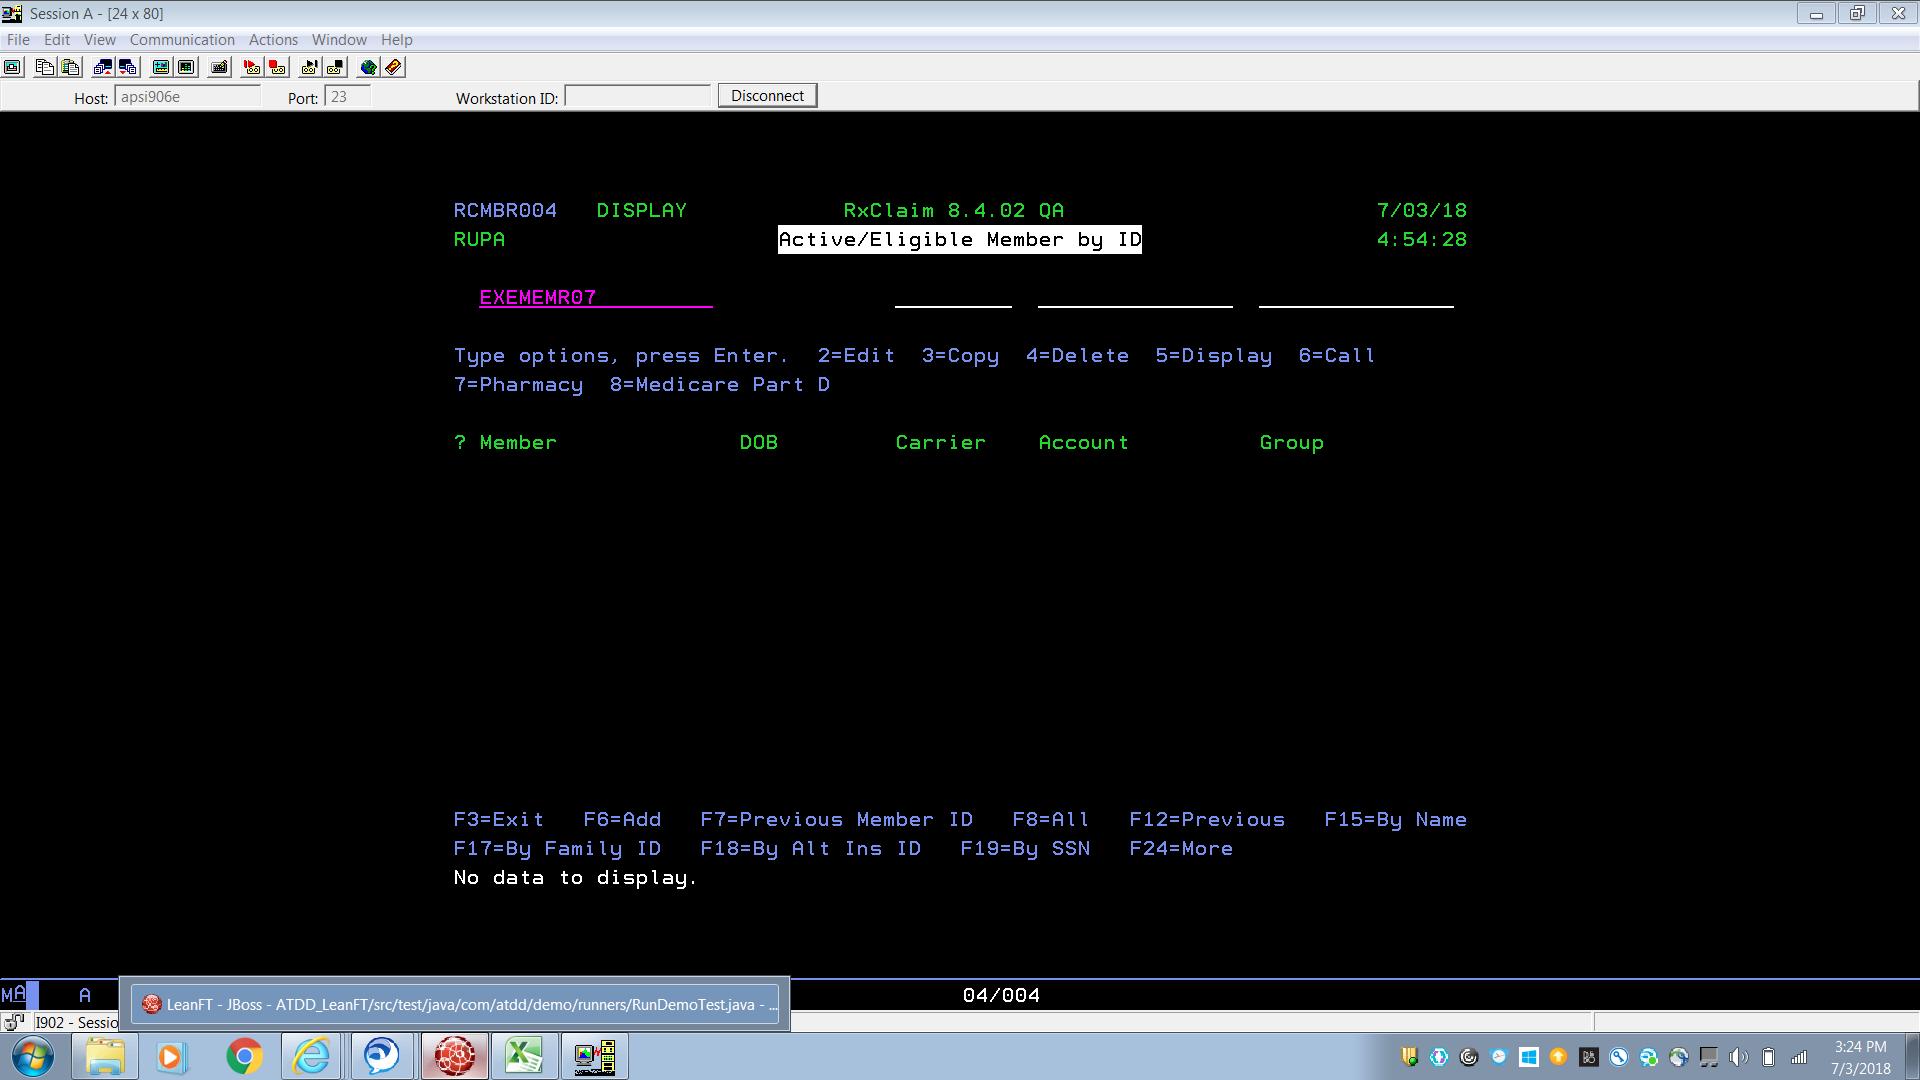 Session A - [24 x 80]
File Edit View Communication Actions Window Help
Host: apsi906e Port: 23 Workstation ID: Disconnect
RCMBR004 DISPLAY RxClaim 8.4.02 QA 7/03/18
RUPA Active/Eligible Member by ID 4:54:28
EXEMEMR07
Type options, press Enter. 2=Edit 3=Copy 4=Delete 5=Display 6=Call
7=Pharmacy 8=Medicare Part D
? Member DOB Carrier Account Group
F3=Exit F6=Add F7=Previous Member ID F8=All F12=Previous F15=By Name
F17=By Family ID F18=By Alt Ins ID F19=By SSN F24=More
No data to display.
MA A 04/004
LeanFT - JBoss - ATDD_LeanFT/src/test/java/com/atdd/demo/runners/RunDemoTest.java - ...
I902 - Sessio
3:24 PM
7/3/2018